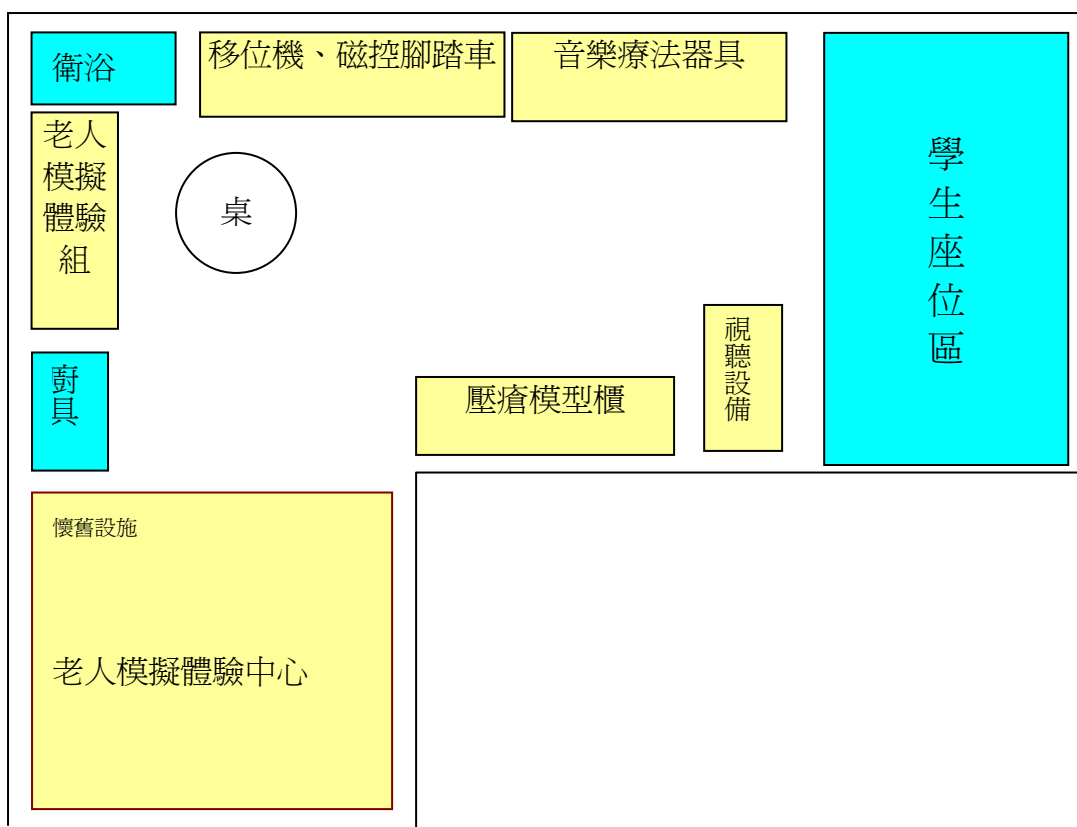 衛浴
移位機、磁控腳踏車
音樂療法器具
老人
模擬
體驗
組
桌
學
生
座
位
區
視
聽
設
備
廚
具
壓瘡模型櫃
懷舊設施
老人模擬體驗中心